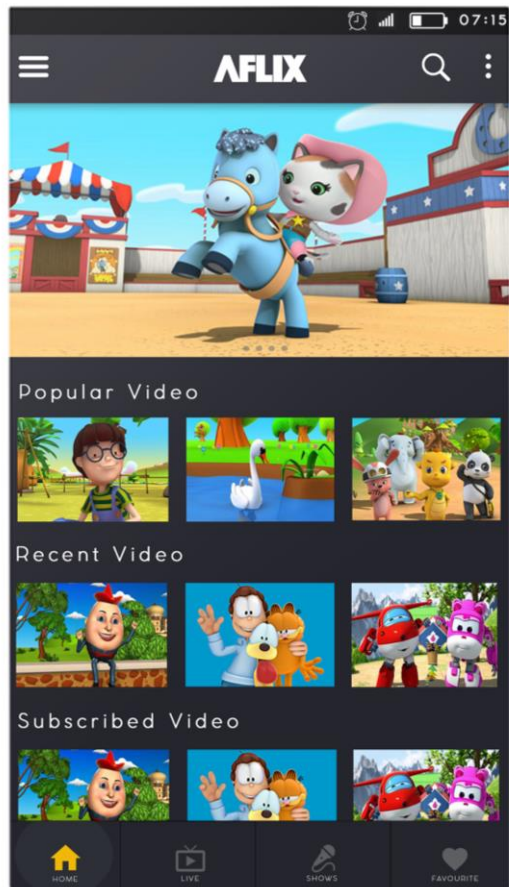 07:15
AFLIX
Popular Video
Recent Video
Subscribed Video
HOME
LIVE
SHOWS
FAVOURITE